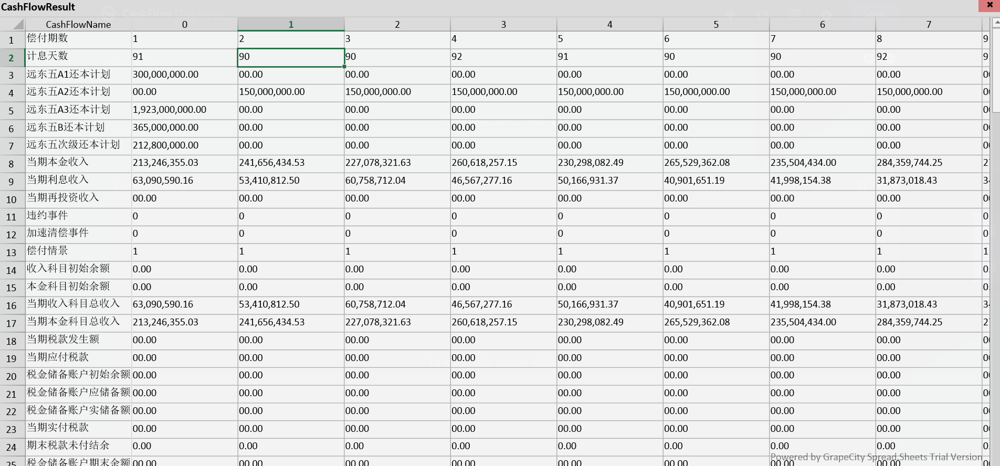 CashFlowResult
CashFlowName 0 1 2 3 4 5 6 7
1 偿付期数 1 2 3 4 5 6 7 8 9
2 计息天数 91 90 90 92 91 90 90 92
3 远东五A1还本计划 300,000,000.00 00.00 00.00 00.00 00.00 00.00 00.00 00.00
4 远东五A2还本计划 00.00 150,000,000.00 150,000,000.00 150,000,000.00 150,000,000.00 150,000,000.00 150,000,000.00 150,000,000.00
5 远东五A3还本计划 1,923,000,000.00 00.00 00.00 00.00 00.00 00.00 00.00 00.00
6 远东五B还本计划 365,000,000.00 00.00 00.00 00.00 00.00 00.00 00.00 00.00
7 远东五次级还本计划 212,800,000.00 00.00 00.00 00.00 00.00 00.00 00.00 00.00
8 当期本金收入 213,246,355.03 241,656,434.53 227,078,321.63 260,618,257.15 230,298,082.49 265,529,362.08 235,504,434.00 284,359,744.25
9 当期利息收入 63,090,590.16 53,410,812.50 60,758,712.04 46,567,277.16 50,166,931.37 40,901,651.19 41,998,154.38 31,873,018.43
10 当期再投资收入 00.00 00.00 00.00 00.00 00.00 00.00 00.00 00.00
11 违约事件 0 0 0 0 0 0 0 0 0
12 加速清偿事件 0 0 0 0 0 0 0 0 0
13 偿付情景 1 1 1 1 1 1 1 1 1
14 收入科目初始余额 0.00 0.00 0.00 0.00 0.00 0.00 0.00 0.00
15 本金科目初始余额 0.00 0.00 0.00 0.00 0.00 0.00 0.00 0.00
16 当期收入科目总收入 63,090,590.16 53,410,812.50 60,758,712.04 46,567,277.16 50,166,931.37 40,901,651.19 41,998,154.38 31,873,018.43
17 当期本金科目总收入 213,246,355.03 241,656,434.53 227,078,321.63 260,618,257.15 230,298,082.49 265,529,362.08 235,504,434.00 284,359,744.25
18 当期税款发生额 00.00 00.00 00.00 00.00 00.00 00.00 00.00 00.00
19 当期应付税款 00.00 00.00 00.00 00.00 00.00 00.00 00.00 00.00
20 税金储备账户初始余额 00.00 00.00 00.00 00.00 00.00 00.00 00.00 00.00
21 税金储备账户应储备额 00.00 00.00 00.00 00.00 00.00 00.00 00.00 00.00
22 税金储备账户实储备额 00.00 00.00 00.00 00.00 00.00 00.00 00.00 00.00
23 当期实付税款 00.00 00.00 00.00 00.00 00.00 00.00 00.00 00.00
24 期末税款未付结余 0.00 0.00 0.00 0.00 0.00 0.00 0.00 0.00
Powered by GrapeCity Spread.Sheets Trial Version
25 税金储备账户期末余额 00.00 00.00 00.00 00.00 00.00 00.00 00.00 00.00